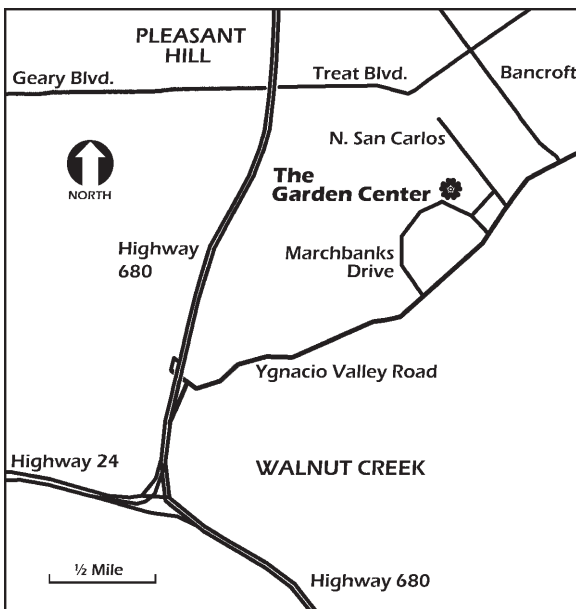 PLEASANT
HILL
Geary Blvd.
Treat Blvd.
Bancroft
N. San Carlos
NORTH
The
Garden Center
Highway
680
Marchbanks
Drive
Ygnacio Valley Road
Highway 24
WALNUT CREEK
½ Mile
Highway 680